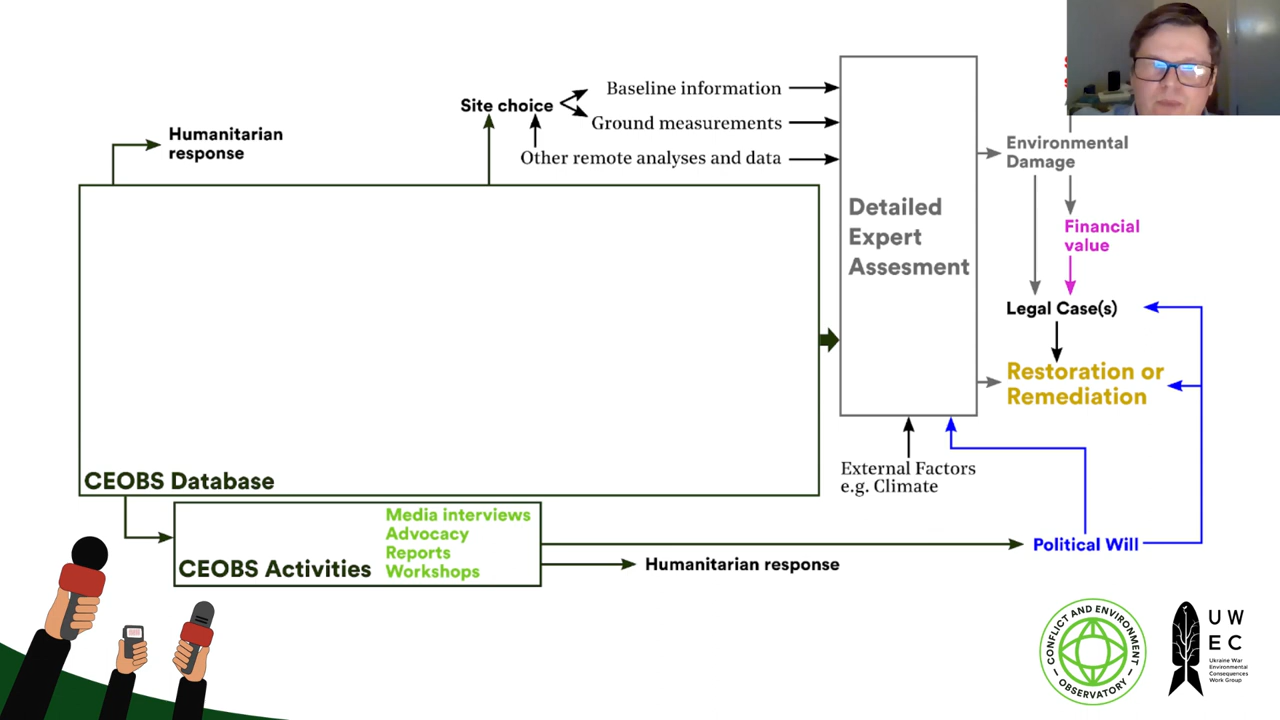 Baseline information
Site choice
Ground measurements
Humanitarian
response
Other remote analyses and data
Environmental
Damage
Detailed
Expert
Assesment
Financial
value
Legal Case(s)
Restoration or
Remediation
CEOBS Database
External Factors
e.g. Climate
Media interviews
Advocacy
Reports
Workshops
CEOBS Activities
Political Will
Humanitarian response
CONFLICT AND ENVIRONMENT
OBSERVATORY
UW
EC
Ukraine War
Environmental
Consequences
Work Group